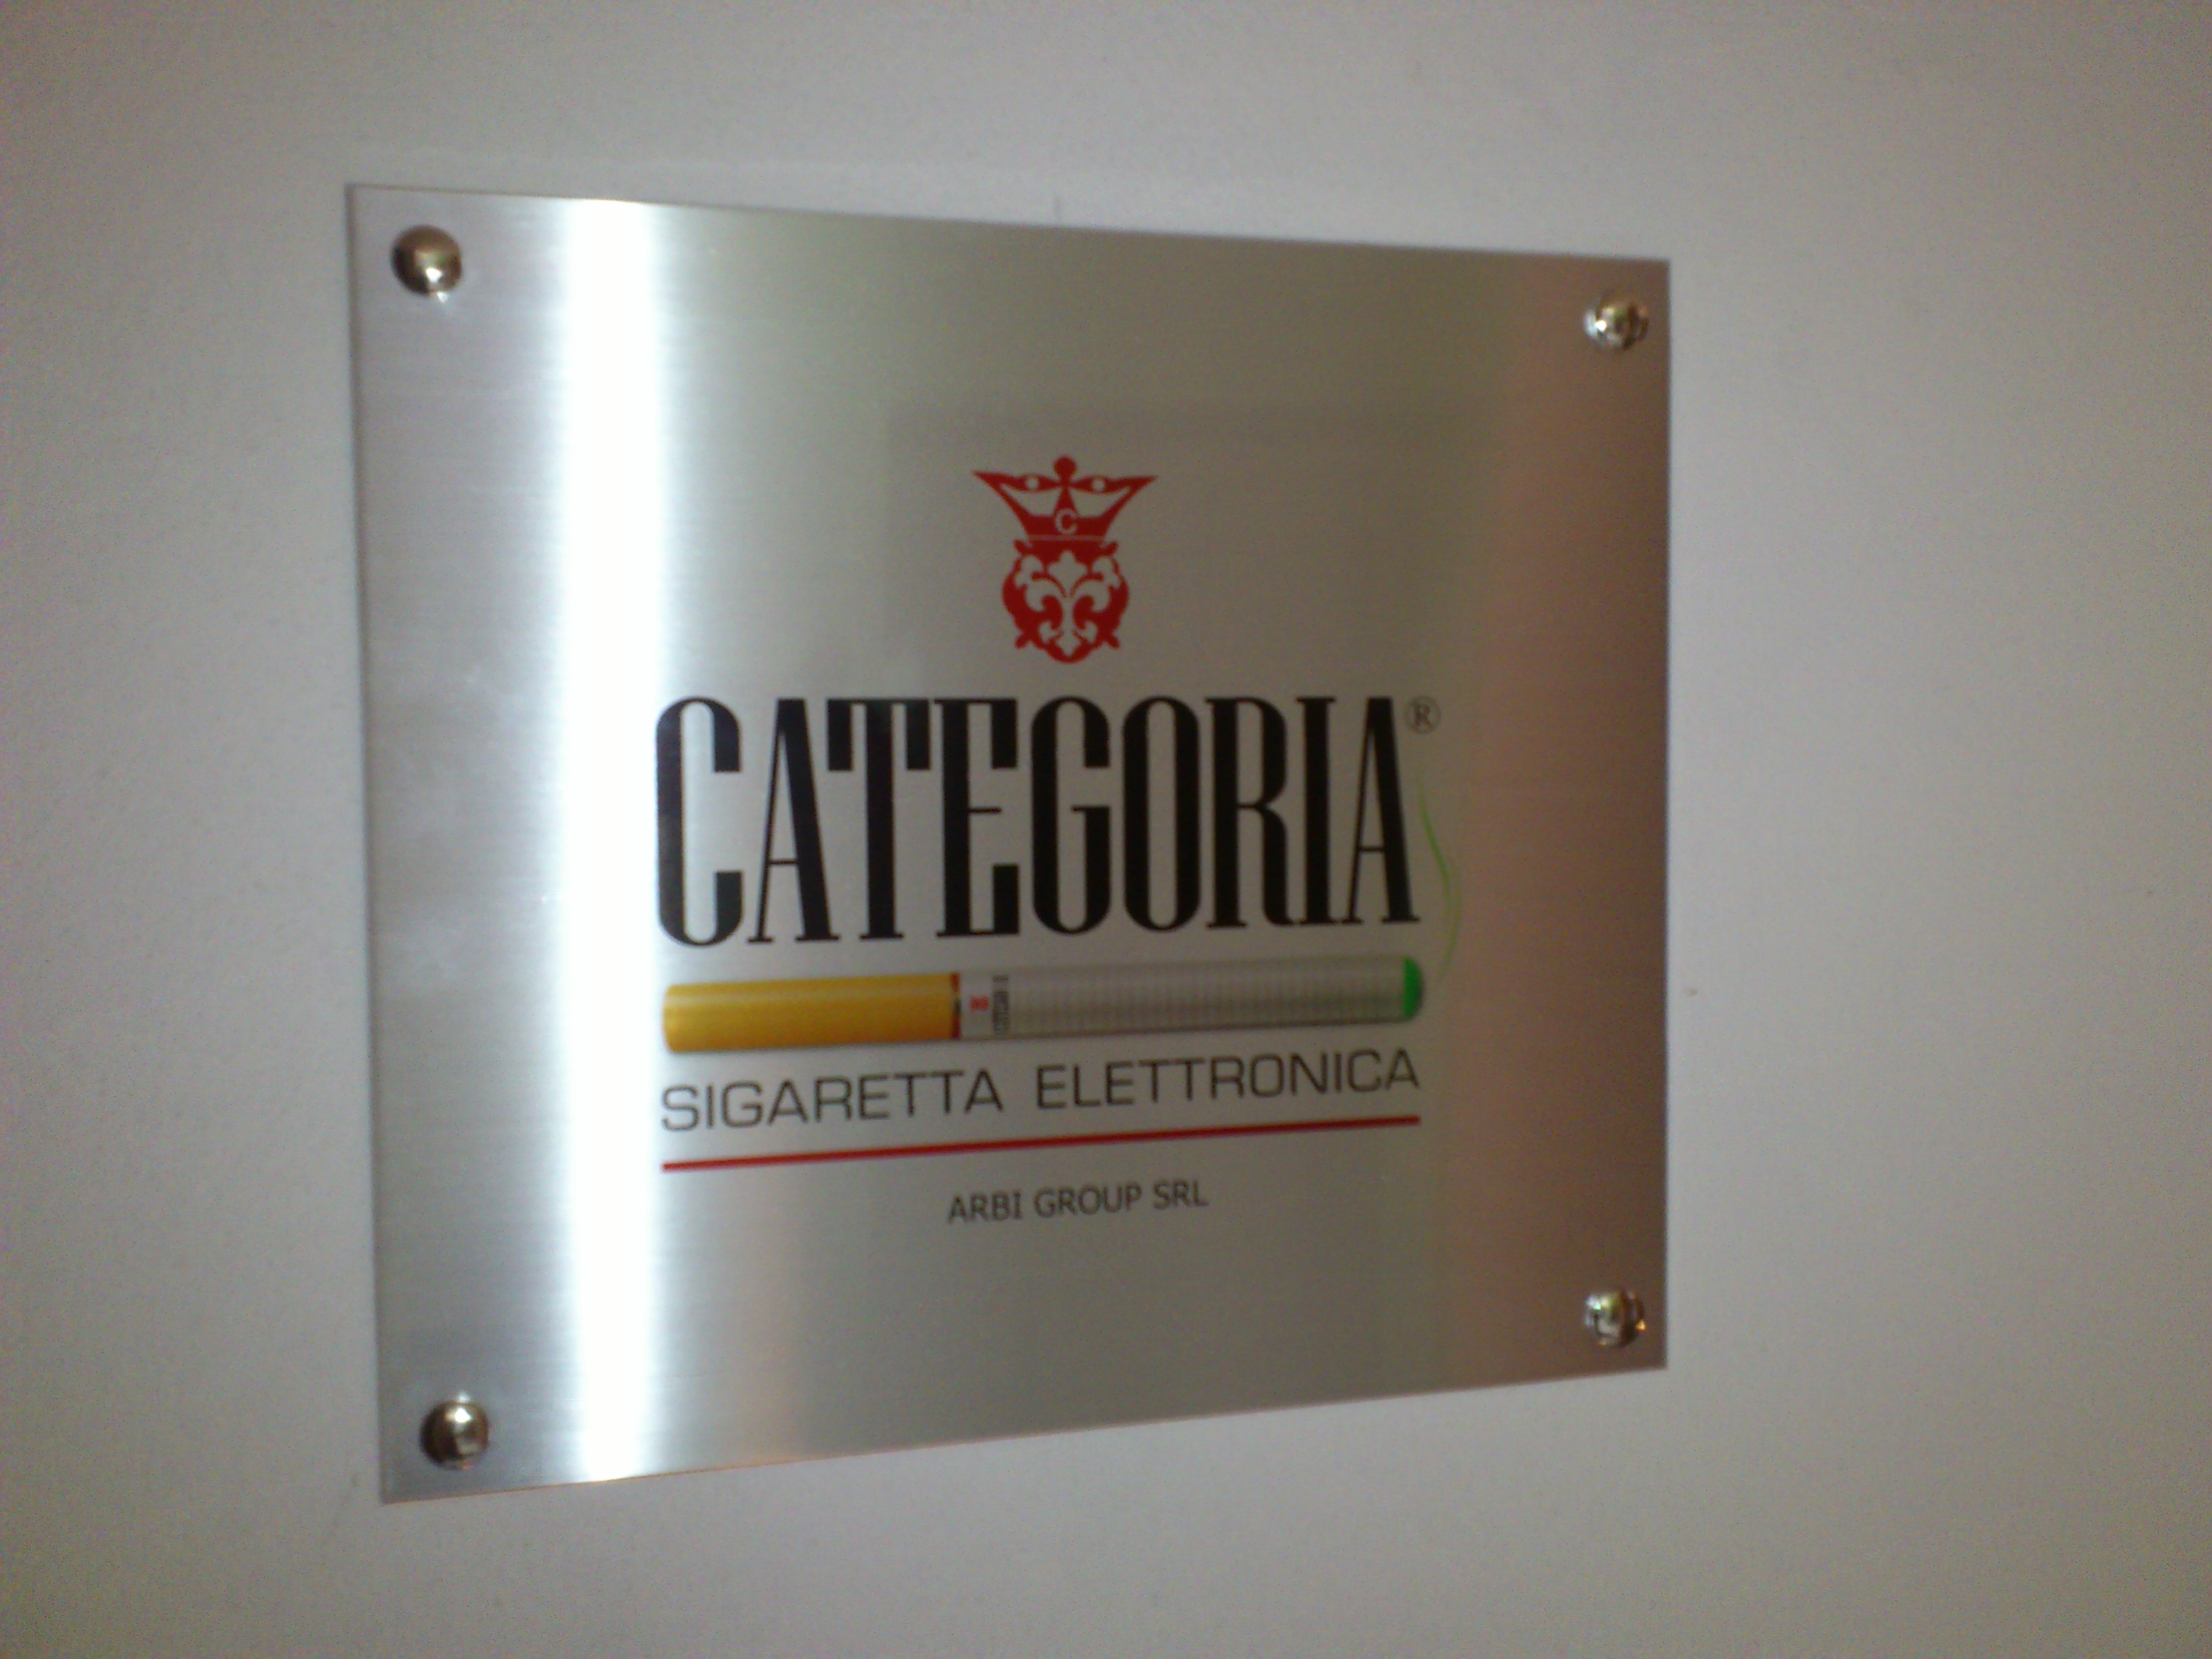 C
CATEGORIA®
SIGARETTA ELETTRONICA
ARBI GROUP SRL